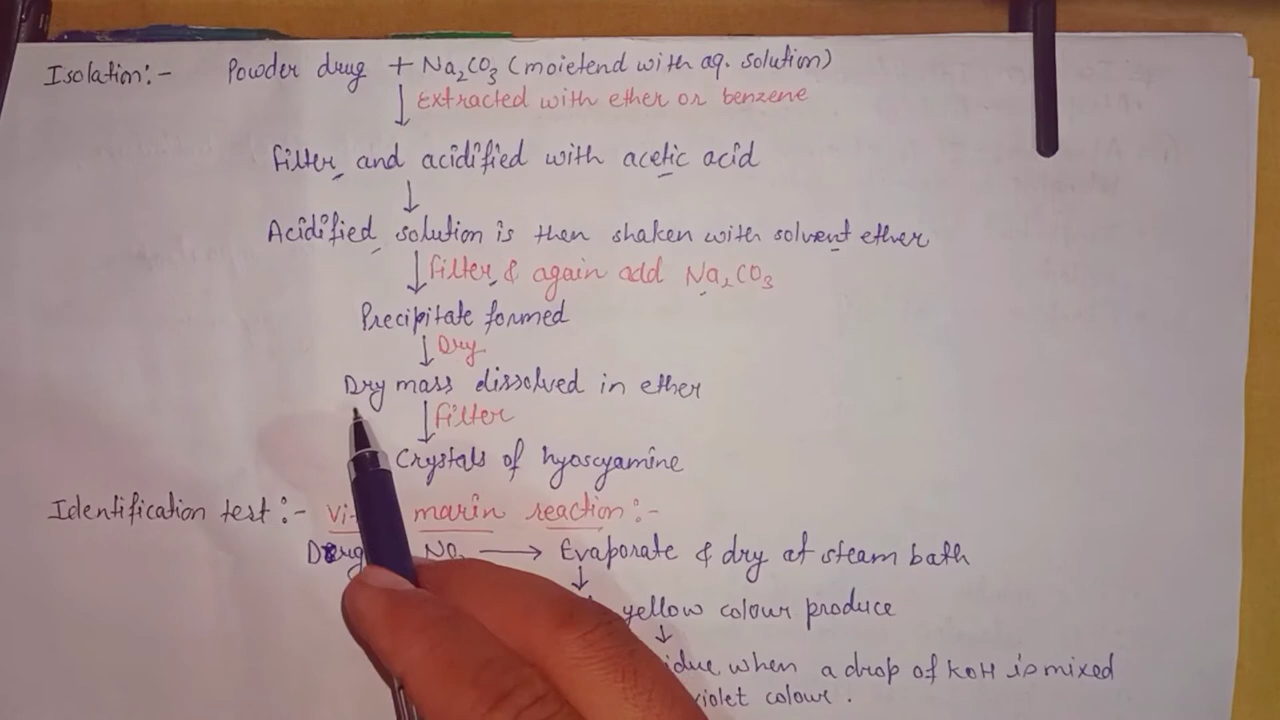 Isolation:- Powder drug + Na₂CO₃ (moietend with aq. solution)
Extracted with ether or benzene
Filter and acidified with acetic acid
Acidified solution is then shaken with solvent ether
filter & again add Na₂CO₃
Precipitate formed
Dry
Dry mass dissolved in ether
filter
Crystals of hyoscyamine
Identification test:- marin reaction:-
Drug → Evaporate & dry at steam bath
yellow colour produce
when a drop of KOH is mixed
violet colour.